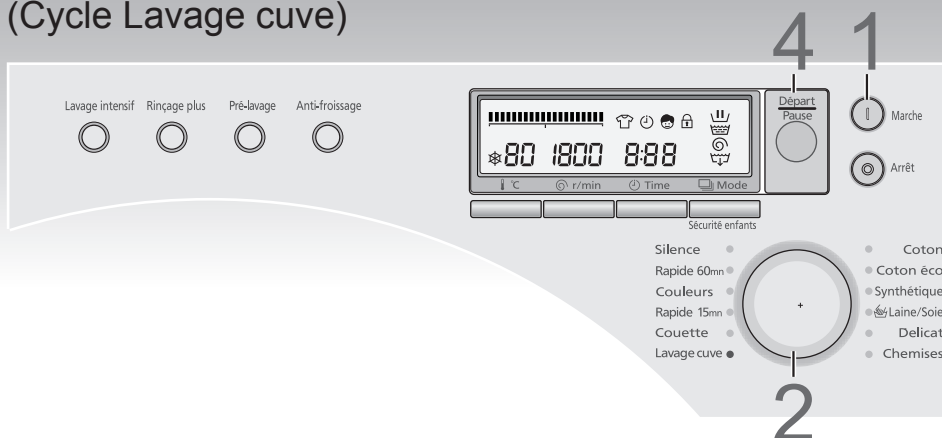 (Cycle Lavage cuve)
4 1
Lavage intensif Rinçage plus Pré-lavage Anti-froissage
Départ
Pause
Marche
80 1800 8:88
°C r/min Time Mode
Arrêt
Sécurité enfants
Silence Coton
Rapide 60mn Coton éco
Couleurs Synthétique
Rapide 15mn Laine/Soie
Couette Delicat
Lavage cuve Chemises
2